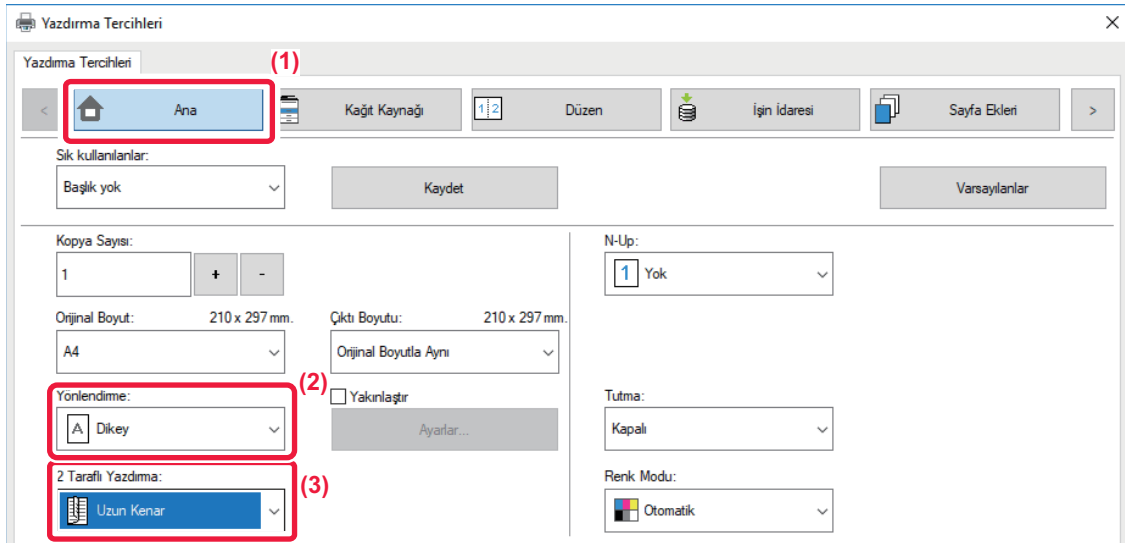 Yazdırma Tercihleri
Yazdırma Tercihleri
(1)
< Ana Kağıt Kaynağı 1 2 Düzen İşin İdaresi Sayfa Ekleri >
Sık kullanılanlar:
Başlık yok Kaydet Varsayılanlar
Kopya Sayısı: N-Up:
1 + - 1 Yok
Orijinal Boyut: 210 x 297 mm. Çıktı Boyutu: 210 x 297 mm.
A4 Orijinal Boyutla Aynı
(2)
Yönlendirme: Yakınlaştır Tutma:
A Dikey Ayarlar... Kapalı
2 Taraflı Yazdırma: (3) Renk Modu:
Uzun Kenar Otomatik